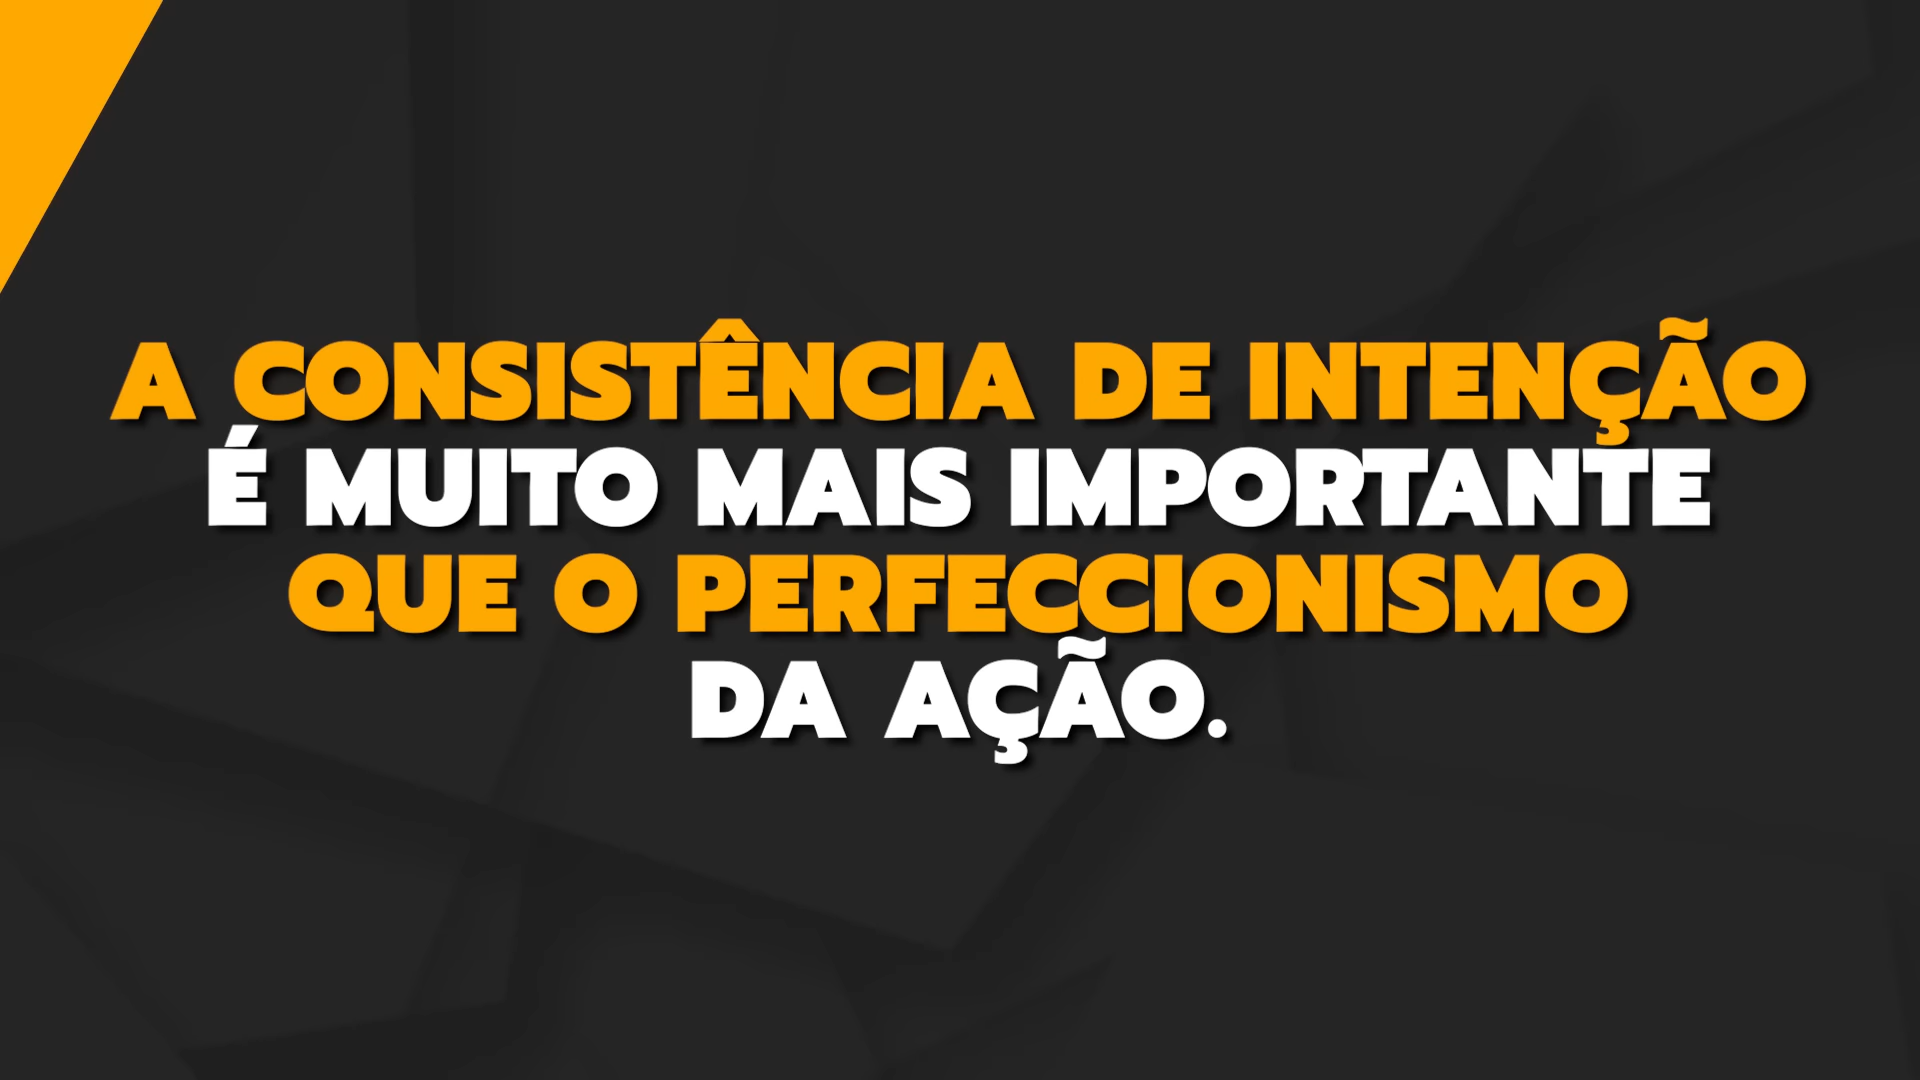 A CONSISTÊNCIA DE INTENÇÃO
É MUITO MAIS IMPORTANTE
QUE O PERFECCIONISMO
DA AÇÃO.